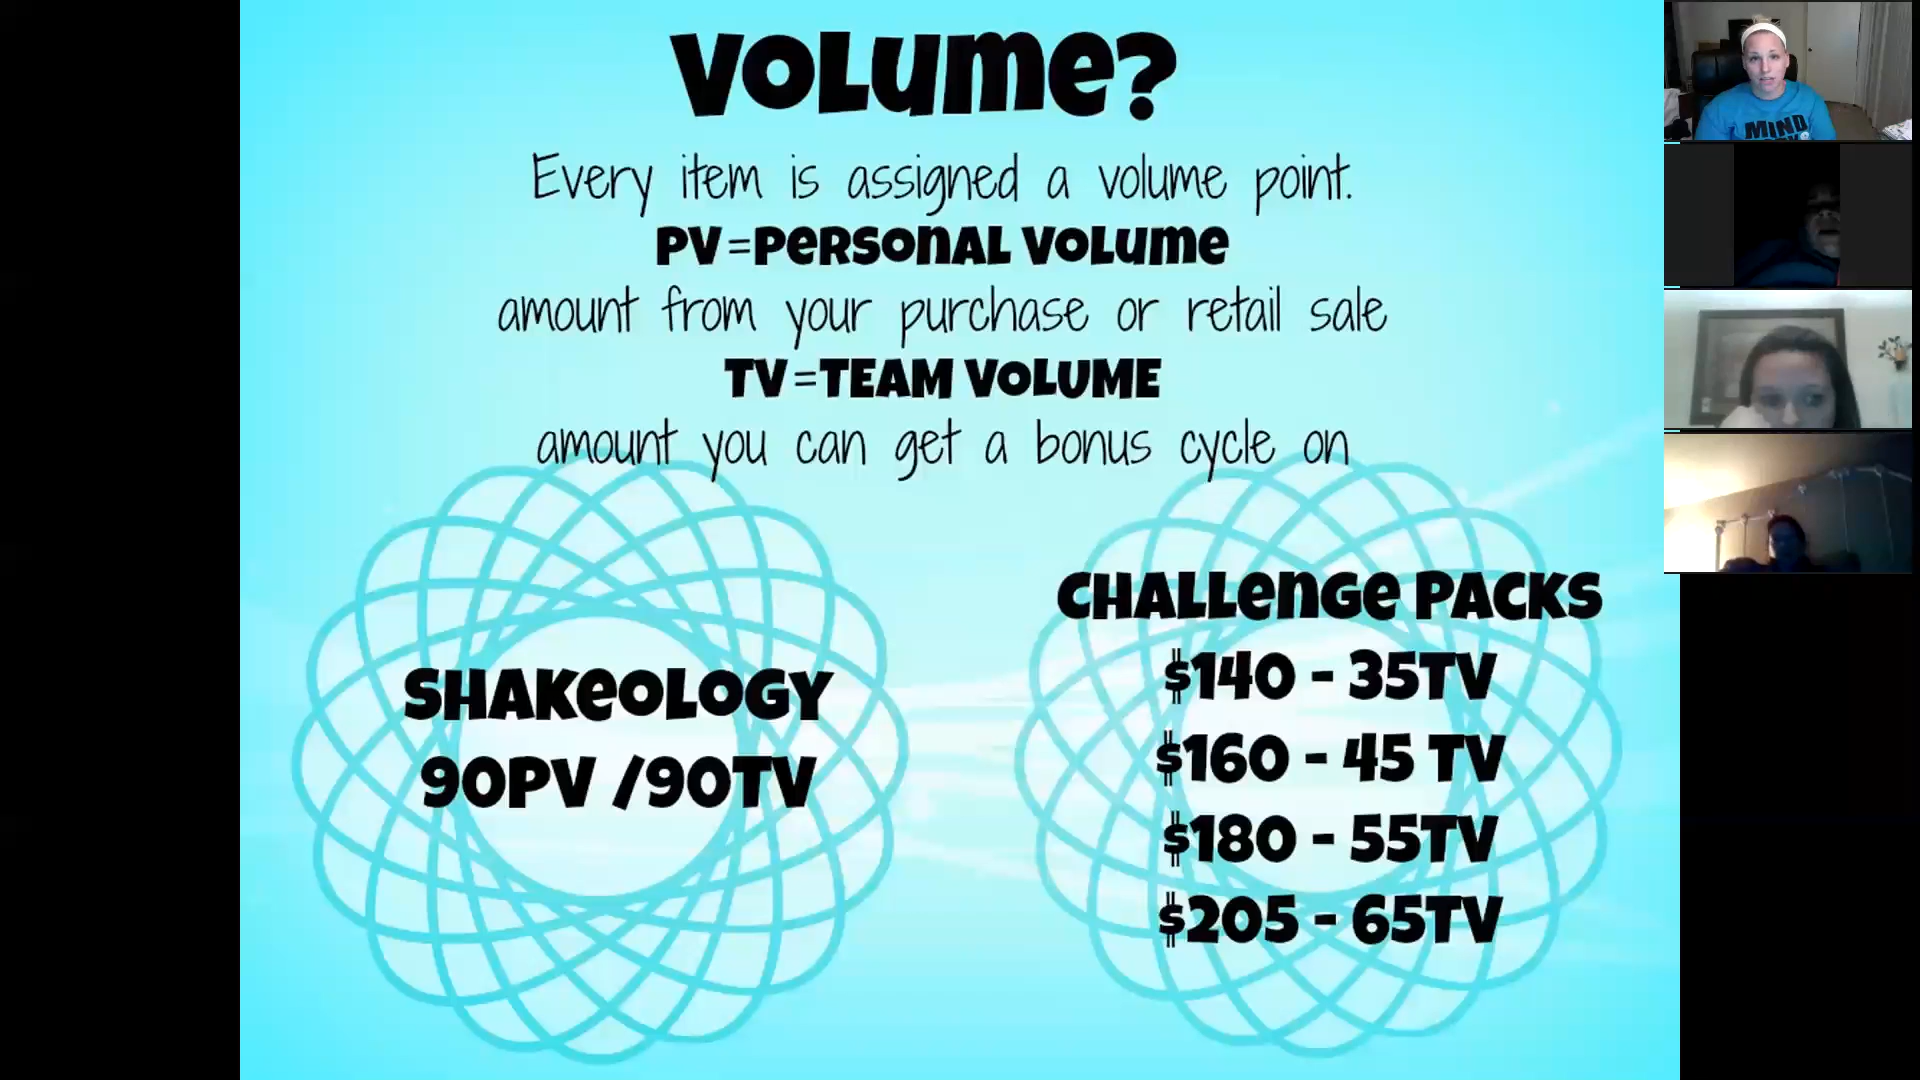 VOLUME?
Every item is assigned a volume point.
PV=PERSONAL VOLUME
amount from your purchase or retail sale
TV=TEAM VOLUME
amount you can get a bonus cycle on
SHAKEOLOGY
90PV /90TV
CHALLENGE PACKS
$140 - 35TV
$160 - 45 TV
$180 - 55TV
$205 - 65TV
MIND